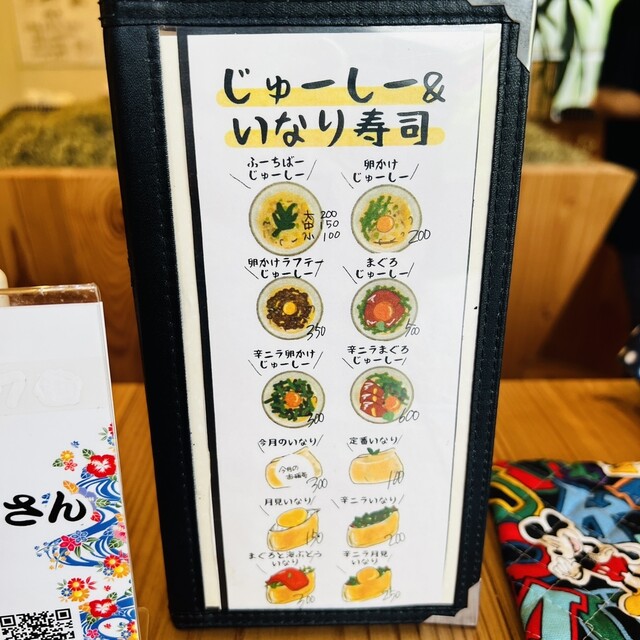 じゅーしー&
いなり寿司
ふーちばー
じゅーしー
大 200
中 150
小 100
卵かけ
じゅーしー
200
卵かけラフテー
じゅーしー
350
まぐろ
じゅーしー
500
辛ニラ卵かけ
じゅーしー
300
辛ニラまぐろ
じゅーしー
600
今月のいなり
今月の
300
定番いなり
100
月見いなり
150
辛ニラいなり
200
まぐろと海ぶどう
いなり
300
辛ニラ月見
いなり
250
さん